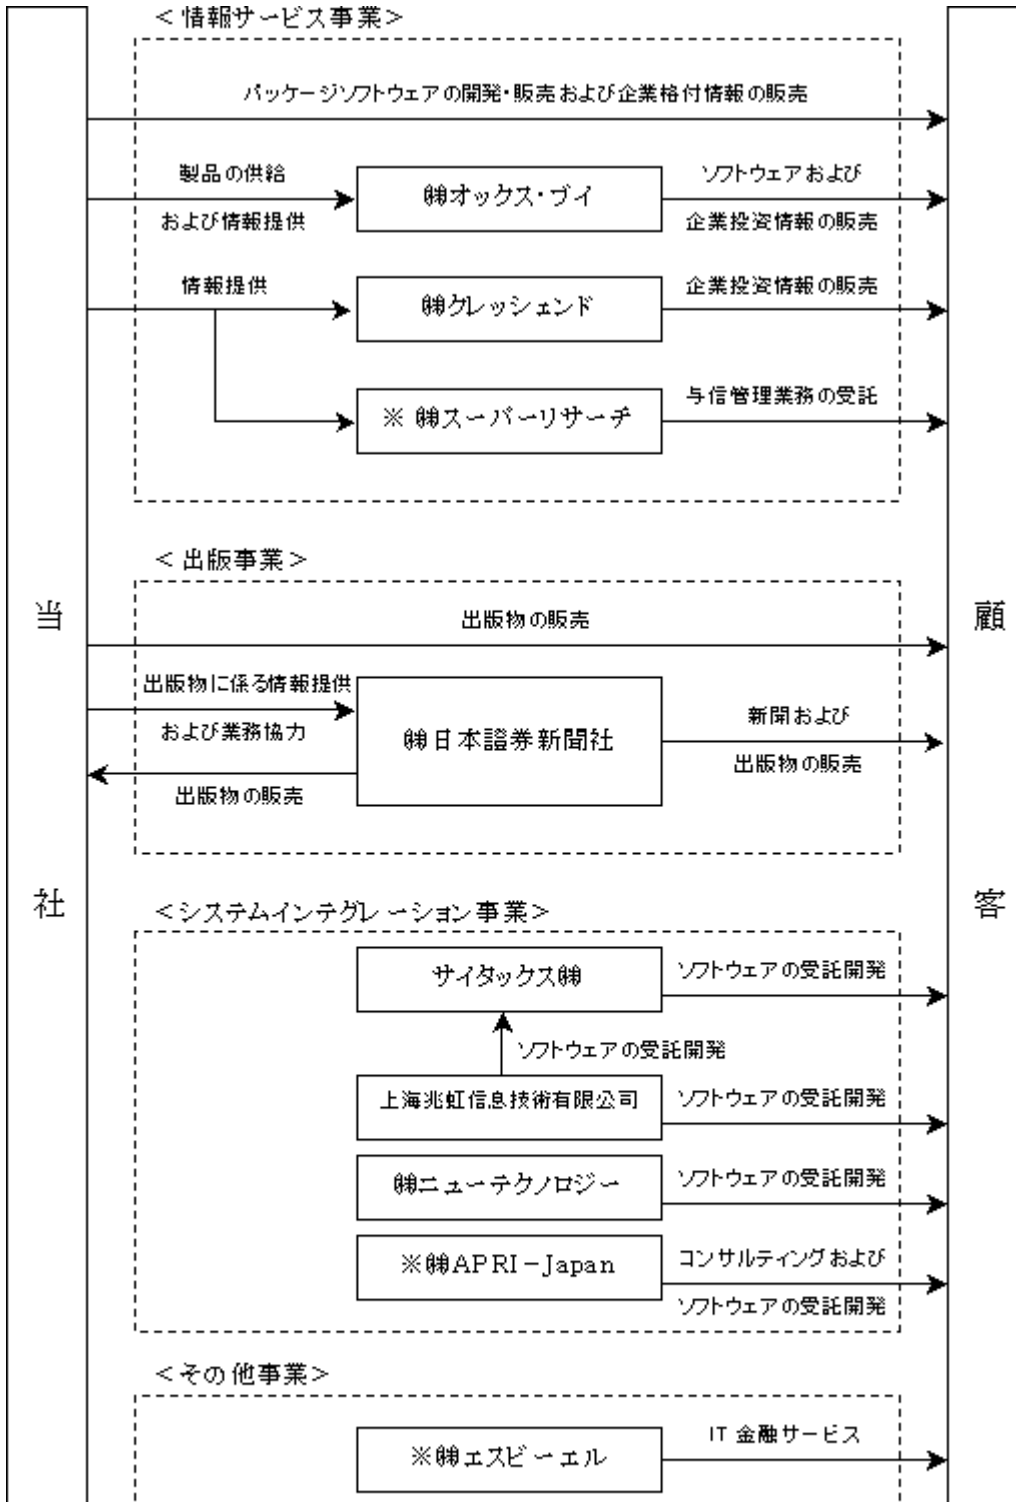 ＜情報サービス事業＞
パッケージソフトウェアの開発・販売および企業格付情報の販売
製品の供給
および情報提供
㈱オックス・ブイ
ソフトウェアおよび
企業投資情報の販売
情報提供
㈱クレッシェンド
企業投資情報の販売
※ ㈱スーパーリサーチ
与信管理業務の受託
＜出版事業＞
当
社
顧
客
出版物の販売
出版物に係る情報提供
および業務協力
出版物の販売
㈱日本證券新聞社
新開および
出版物の販売
＜システムインテグレーション事業＞
サイタックス㈱
ソフトウェアの受託開発
ソフトウェアの受託開発
上海兆虹信息技術有限公司
ソフトウェアの受託開発
㈱ニューテクノロジー
ソフトウェアの受託開発
※㈱APRI－Japan
コンサルティングおよび
ソフトウェアの受託開発
＜その他事業＞
※㈱エスビーエル
IT 金融サービス